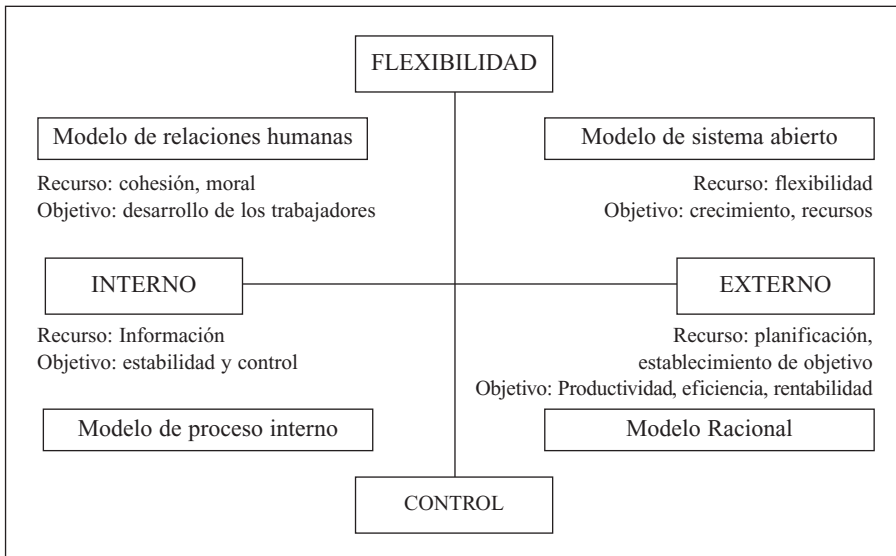 FLEXIBILIDAD
Modelo de relaciones humanas
Recurso: cohesión, moral
Objetivo: desarrollo de los trabajadores
Modelo de sistema abierto
Recurso: flexibilidad
Objetivo: crecimiento, recursos
INTERNO
EXTERNO
Recurso: Información
Objetivo: estabilidad y control
Modelo de proceso interno
Recurso: planificación,
establecimiento de objetivo
Objetivo: Productividad, eficiencia, rentabilidad
Modelo Racional
CONTROL